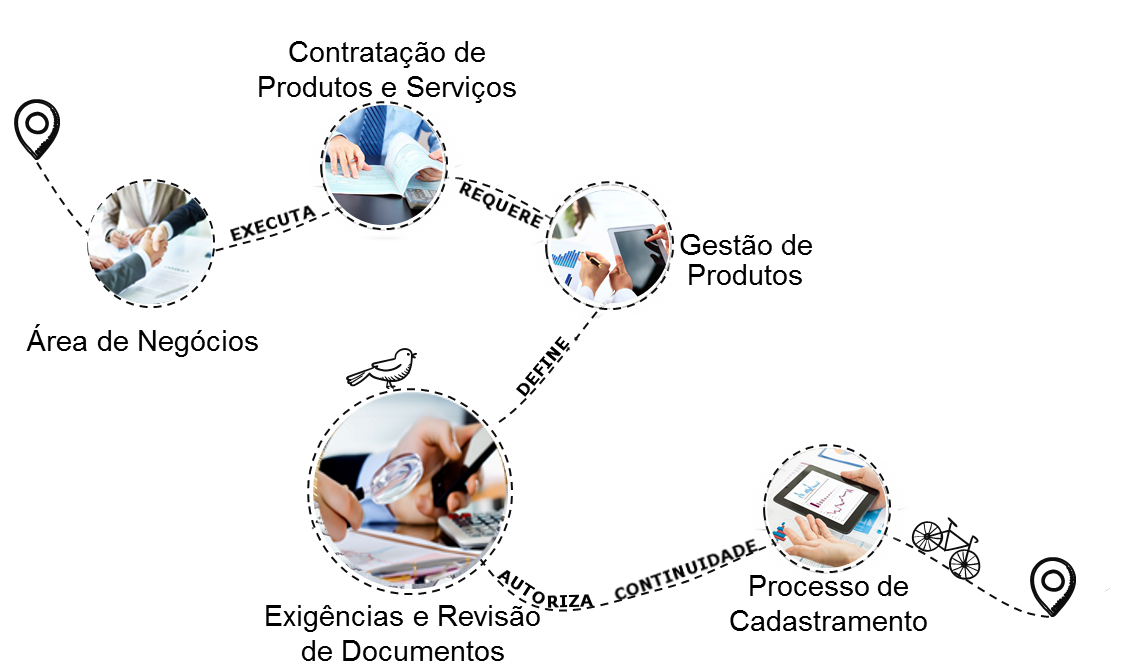 Contratação de
Produtos e Serviços
EXECUTA
REQUERE
Gestão de
Produtos
Área de Negócios
DEFINE
AUTORIZA
CONTINUIDADE
Exigências e Revisão
de Documentos
Processo de
Cadastramento